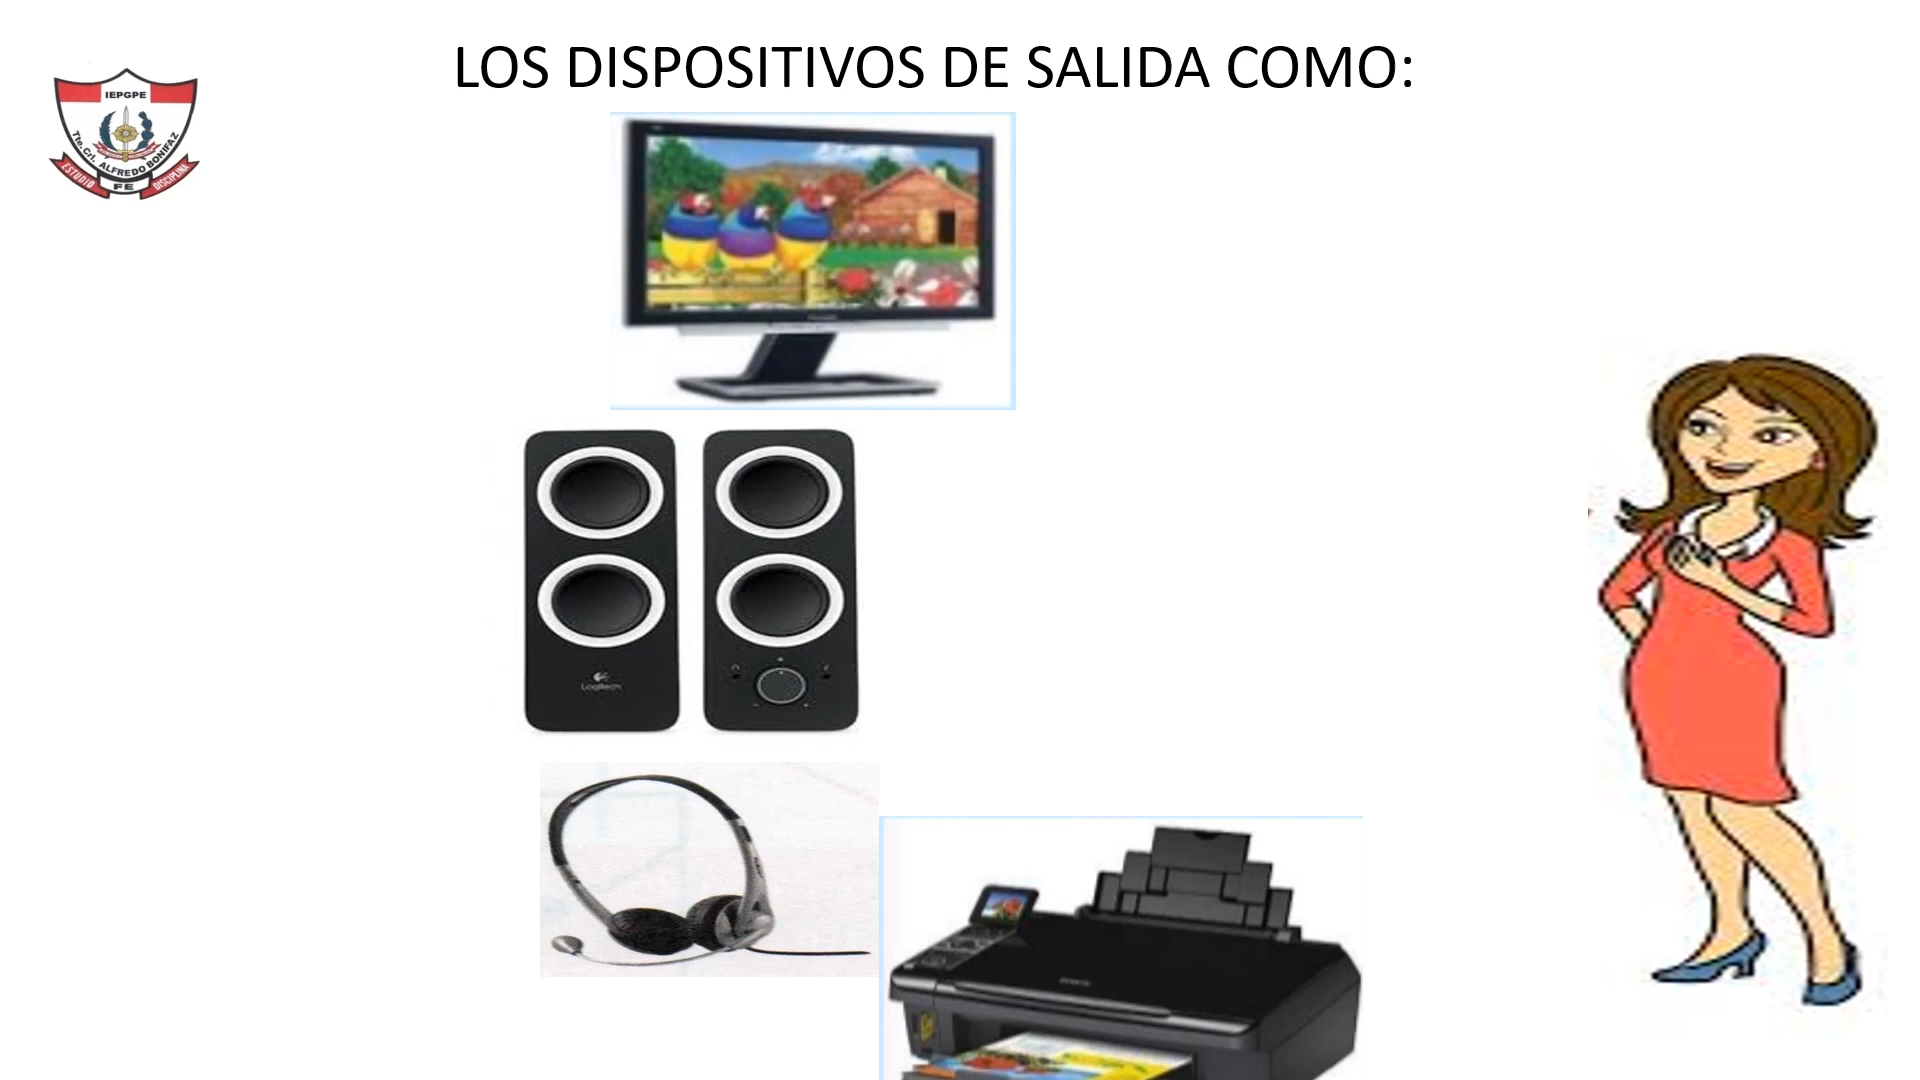 LOS DISPOSITIVOS DE SALIDA COMO:
IEPGPE
Tte. Crl. ALFREDO BONIFAZ
ESTUDIO FE DISCIPLINA
Logitech